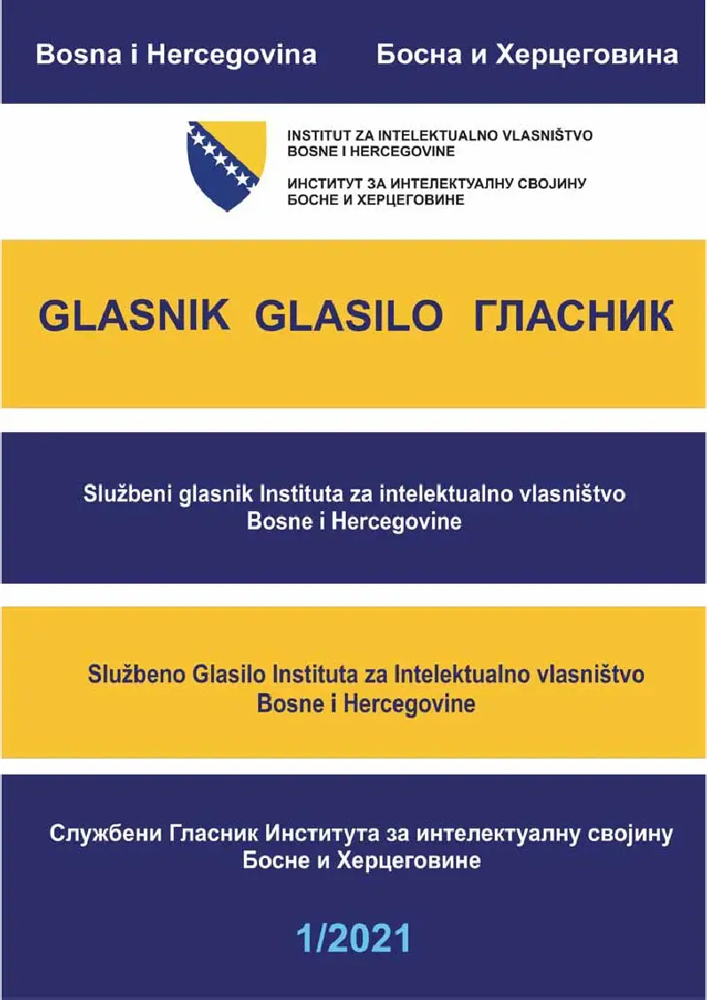 Bosna i Hercegovina Босна и Херцеговина
INSTITUT ZA INTELEKTUALNO VLASNIŠTVO
BOSNE I HERCEGOVINE
ИНСТИТУТ ЗА ИНТЕЛЕКТУАЛНУ СВОЈИНУ
БОСНЕ И ХЕРЦЕГОВИНЕ
GLASNIK GLASILO ГЛАСНИК
Službeni glasnik Instituta za intelektualno vlasništvo
Bosne i Hercegovine
Službeno Glasilo Instituta za Intelektualno vlasništvo
Bosne i Hercegovine
Службени Гласник Института за интелектуалну својину
Босне и Херцеговине
1/2021